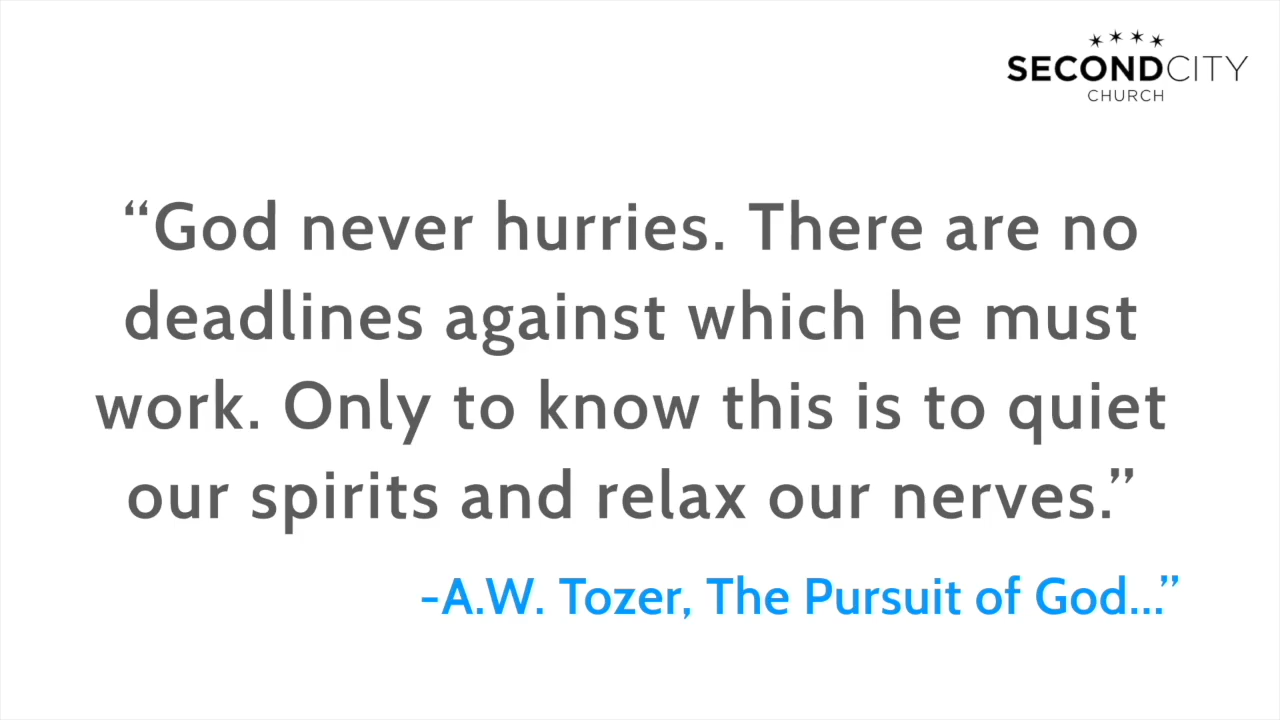 SECONDCITY
CHURCH
“God never hurries. There are no
deadlines against which he must
work. Only to know this is to quiet
our spirits and relax our nerves.”
-A.W. Tozer, The Pursuit of God...”